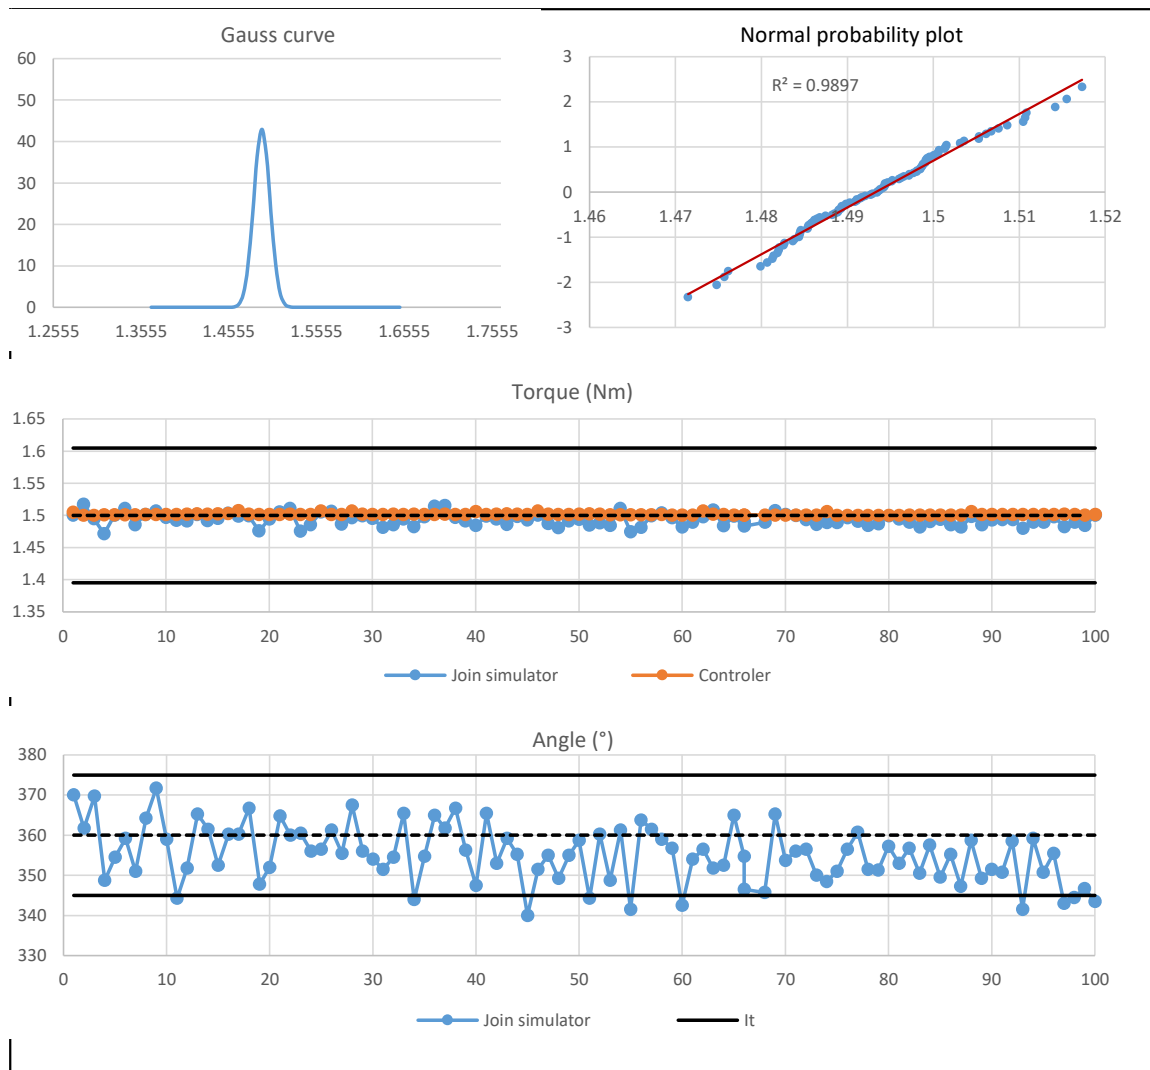 Gauss curve
60
50
40
30
20
10
0
1.2555 1.3555 1.4555 1.5555 1.6555 1.7555
Normal probability plot
R² = 0.9897
3
2
1
0
-1
-2
-3
1.46 1.47 1.48 1.49 1.5 1.51 1.52
Torque (Nm)
1.65
1.6
1.55
1.5
1.45
1.4
1.35
0 10 20 30 40 50 60 70 80 90 100
Join simulator Controler
Angle (°)
380
370
360
350
340
330
0 10 20 30 40 50 60 70 80 90 100
Join simulator It